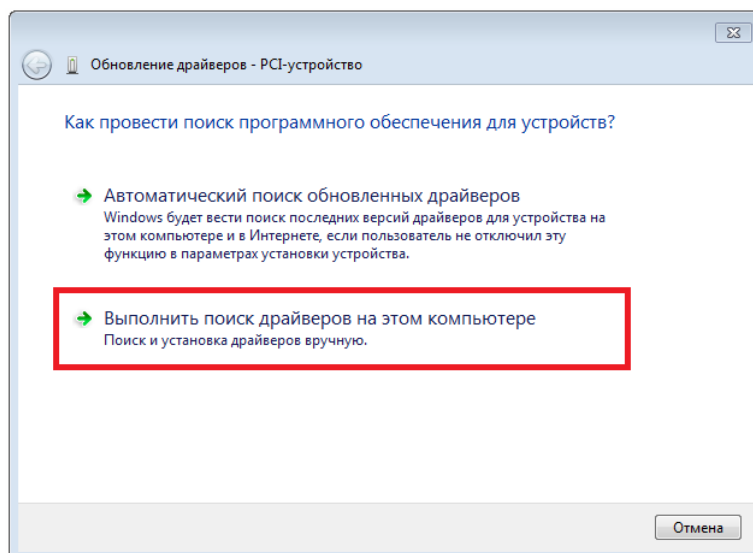 Обновление драйверов - PCI-устройство
Как провести поиск программного обеспечения для устройств?
Автоматический поиск обновленных драйверов
Windows будет вести поиск последних версий драйверов для устройства на
этом компьютере и в Интернете, если пользователь не отключил эту
функцию в параметрах установки устройства.
Выполнить поиск драйверов на этом компьютере
Поиск и установка драйверов вручную.
Отмена